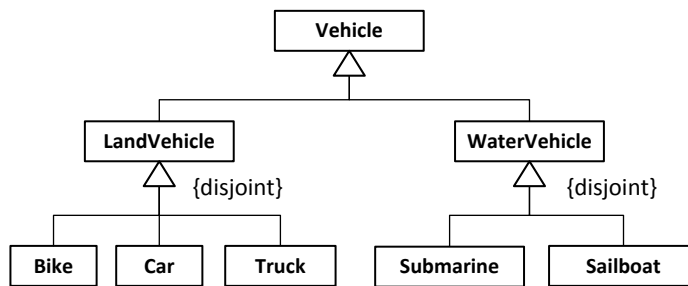 Vehicle
LandVehicle
WaterVehicle
{disjoint}
{disjoint}
Bike
Car
Truck
Submarine
Sailboat